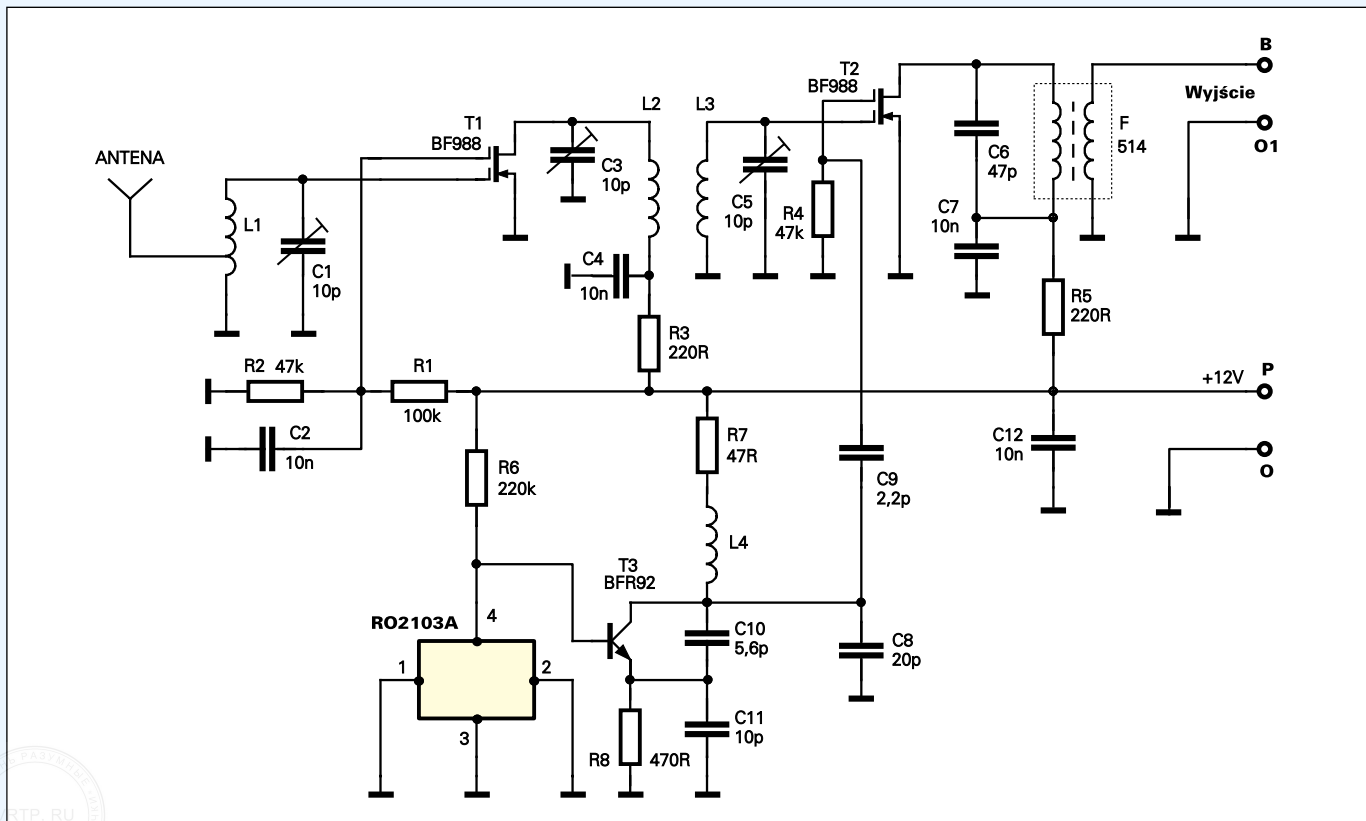 B
T2
BF988
Wyjście
L2
L3
T1
BF988
F
514
O1
C6
47p
ANTENA
C3
10p
C5
10p
R4
47k
C7
10n
L1
C1
10p
C4
10n
R5
220R
R3
220R
R2 47k
R1
100k
+12V
P
C2
10n
R7
47R
C12
10n
R6
220k
C9
2,2p
O
L4
T3
BFR92
RO2103A
4
C10
5,6p
C8
20p
1
2
3
C11
10p
R8
470R
РАЗУМНЫЕ
VRTP. RU